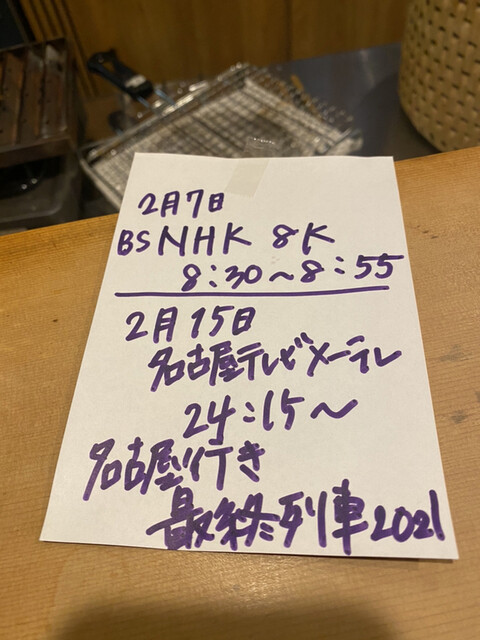 2月7日
BS NHK 8K
8:30~8:55
2月15日
名古屋テレビメ~テレ
24:15~
名古屋行き
最終列車2021